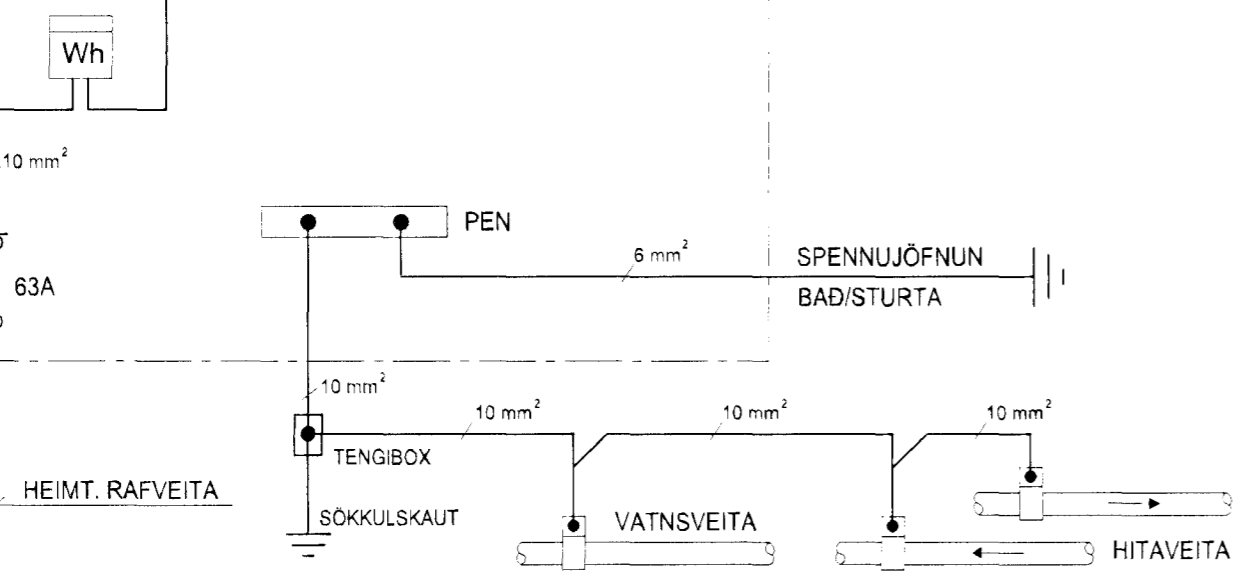 Wh
10 mm²
PEN
6 mm²
SPENNUJÖFNUN
63A
BAÐ/STURTA
10 mm²
10 mm²
10 mm²
10 mm²
TENGIBOX
HEIMT. RAFVEITA
SÖKKULSKAUT
VATNSVEITA
HITAVEITA